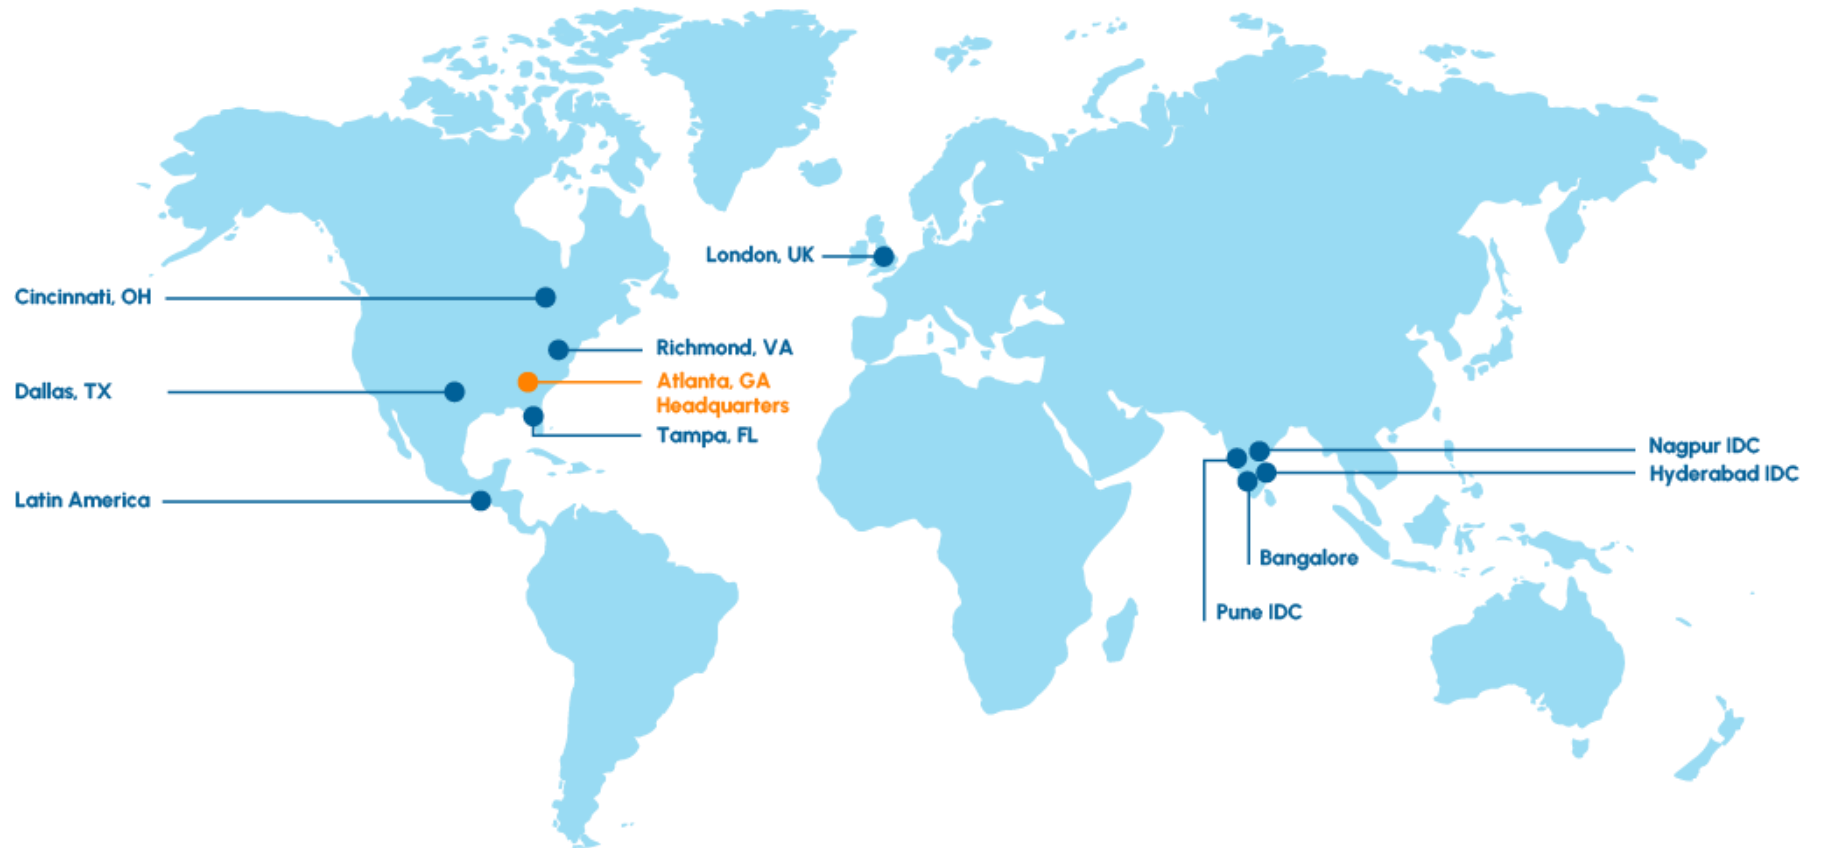 London, UK
Cincinnati, OH
Richmond, VA
Atlanta, GA
Headquarters
Dallas, TX
Tampa, FL
Nagpur IDC
Hyderabad IDC
Latin America
Bangalore
Pune IDC